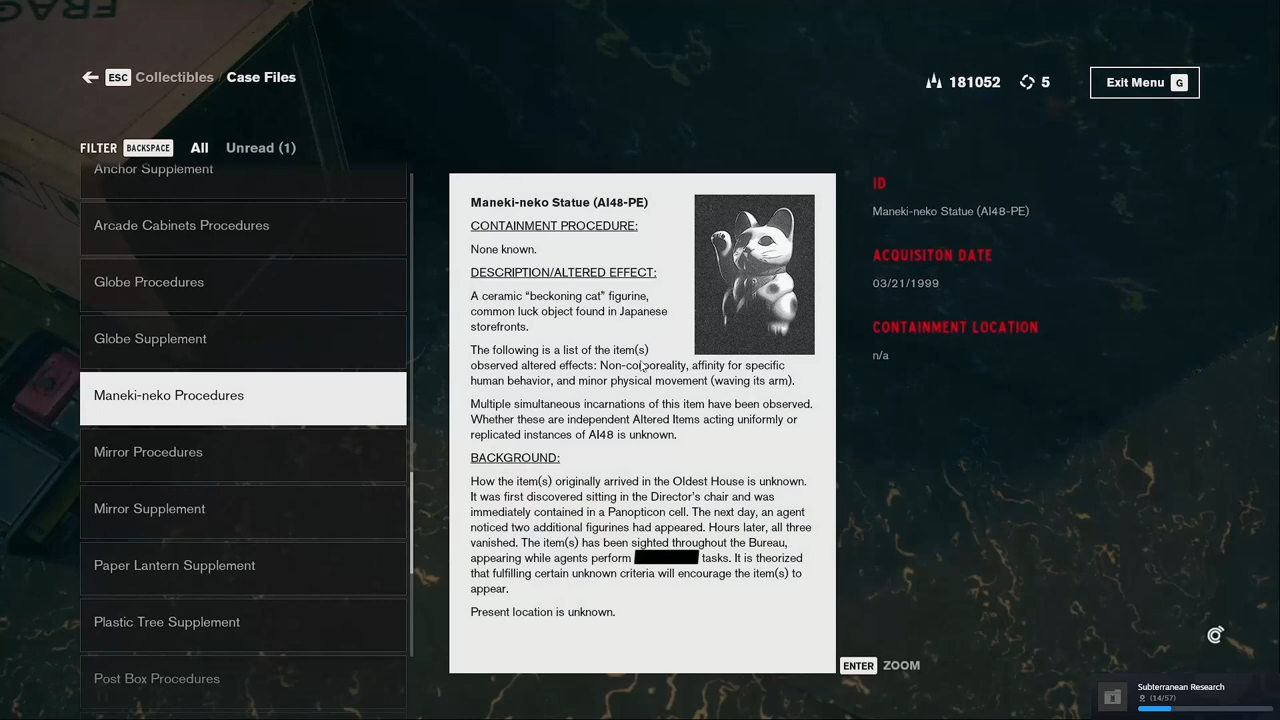 FRAG
ESC Collectibles / Case Files
181052
5
Exit Menu G
FILTER BACKSPACE All Unread (1)
Anchor Supplement
Arcade Cabinets Procedures
Globe Procedures
Globe Supplement
Maneki-neko Procedures
Mirror Procedures
Mirror Supplement
Paper Lantern Supplement
Plastic Tree Supplement
Post Box Procedures
Maneki-neko Statue (AI48-PE)
CONTAINMENT PROCEDURE:
None known.
DESCRIPTION/ALTERED EFFECT:
A ceramic “beckoning cat” figurine,
common luck object found in Japanese
storefronts.
The following is a list of the item(s)
observed altered effects: Non-corporeality, affinity for specific
human behavior, and minor physical movement (waving its arm).
Multiple simultaneous incarnations of this item have been observed.
Whether these are independent Altered Items acting uniformly or
replicated instances of AI48 is unknown.
BACKGROUND:
How the item(s) originally arrived in the Oldest House is unknown.
It was first discovered sitting in the Director’s chair and was
immediately contained in a Panopticon cell. The next day, an agent
noticed two additional figurines had appeared. Hours later, all three
vanished. The item(s) has been sighted throughout the Bureau,
appearing while agents perform tasks. It is theorized
that fulfilling certain unknown criteria will encourage the item(s) to
appear.
Present location is unknown.
ENTER ZOOM
ID
Maneki-neko Statue (AI48-PE)
ACQUISITON DATE
03/21/1999
CONTAINMENT LOCATION
n/a
Subterranean Research
(14/57)